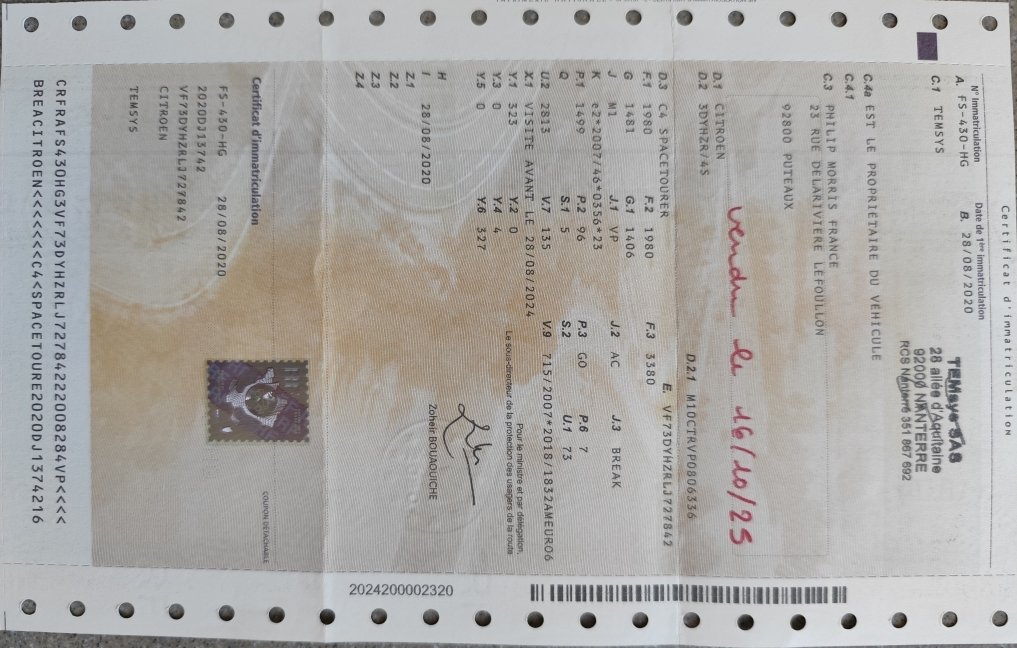 Certificat d'immatriculation
N° Immatriculation
Date de 1ère immatriculation
A. FS-430-HG
B. 28/08/2020
C.1 TEMSYS
TEMsys SAS
28 allée d'Aquitaine
92000 NANTERRE
RCS Nanterre 351 867 692
C.4a EST LE PROPRIÉTAIRE DU VÉHICULE
C.4.1
C.3 PHILIP MORRIS FRANCE
23 RUE DELARIVIERE LEFOULLON
92800 PUTEAUX
vendu le 16/10/25
D.1 CITROEN
D.2 3DYHZR/4S
D.2.1 M10CTRVP0806336
D.3 C4 SPACETOURER
E. VF73DYHZRLJ727842
F.1 1980 F.2 1980 F.3 3380
G 1481 G.1 1406
J M1 J.1 VP J.2 AC J.3 BREAK
K e2*2007/46*0356*23
P.1 1499 P.2 96 P.3 GO P.6 7
Q S.1 5 S.2 U.1 73
U.2 2813 V.7 135 V.9 715/2007*2018/1832AMEURO6
X.1 VISITE AVANT LE 28/08/2024
Y.1 323 Y.2 0
Y.3 0 Y.4 4
Y.5 0 Y.6 327
Pour le ministre et par délégation,
Le sous-directeur de la protection des usagers de la route
H
I 28/08/2020
Zoheir BOUAOUICHE
Z.1
Z.2
Z.3
Z.4
COUPON DÉTACHABLE
Certificat d'immatriculation
FS-430-HG 28/08/2020
2020DJ13742
VF73DYHZRLJ727842
CITROEN
TEMSYS
CRFRAFS430HG3VF73DYHZRLJ72784222008284VP<<<<
BREACITROEN<<<<<<<C4<SPACETOURE2020DJ1374216
2024200002320